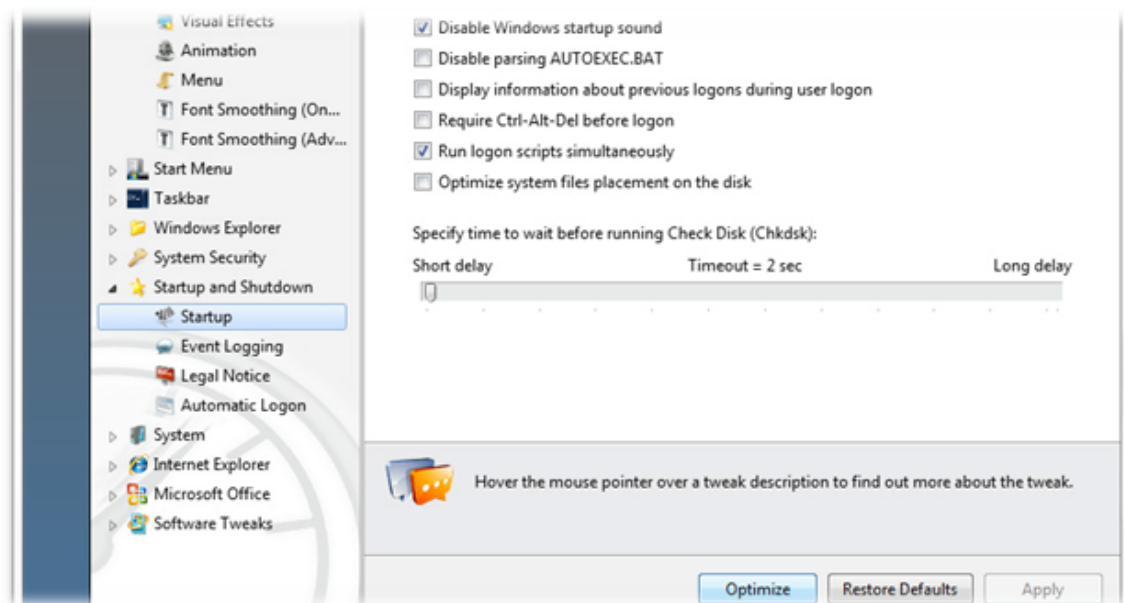 Visual Effects
Animation
Menu
Font Smoothing (On...
Font Smoothing (Adv...
Start Menu
Taskbar
Windows Explorer
System Security
Startup and Shutdown
Startup
Event Logging
Legal Notice
Automatic Logon
System
Internet Explorer
Microsoft Office
Software Tweaks
Disable Windows startup sound
Disable parsing AUTOEXEC.BAT
Display information about previous logons during user logon
Require Ctrl-Alt-Del before logon
Run logon scripts simultaneously
Optimize system files placement on the disk
Specify time to wait before running Check Disk (Chkdsk):
Short delay Timeout = 2 sec Long delay
Hover the mouse pointer over a tweak description to find out more about the tweak.
Optimize Restore Defaults Apply